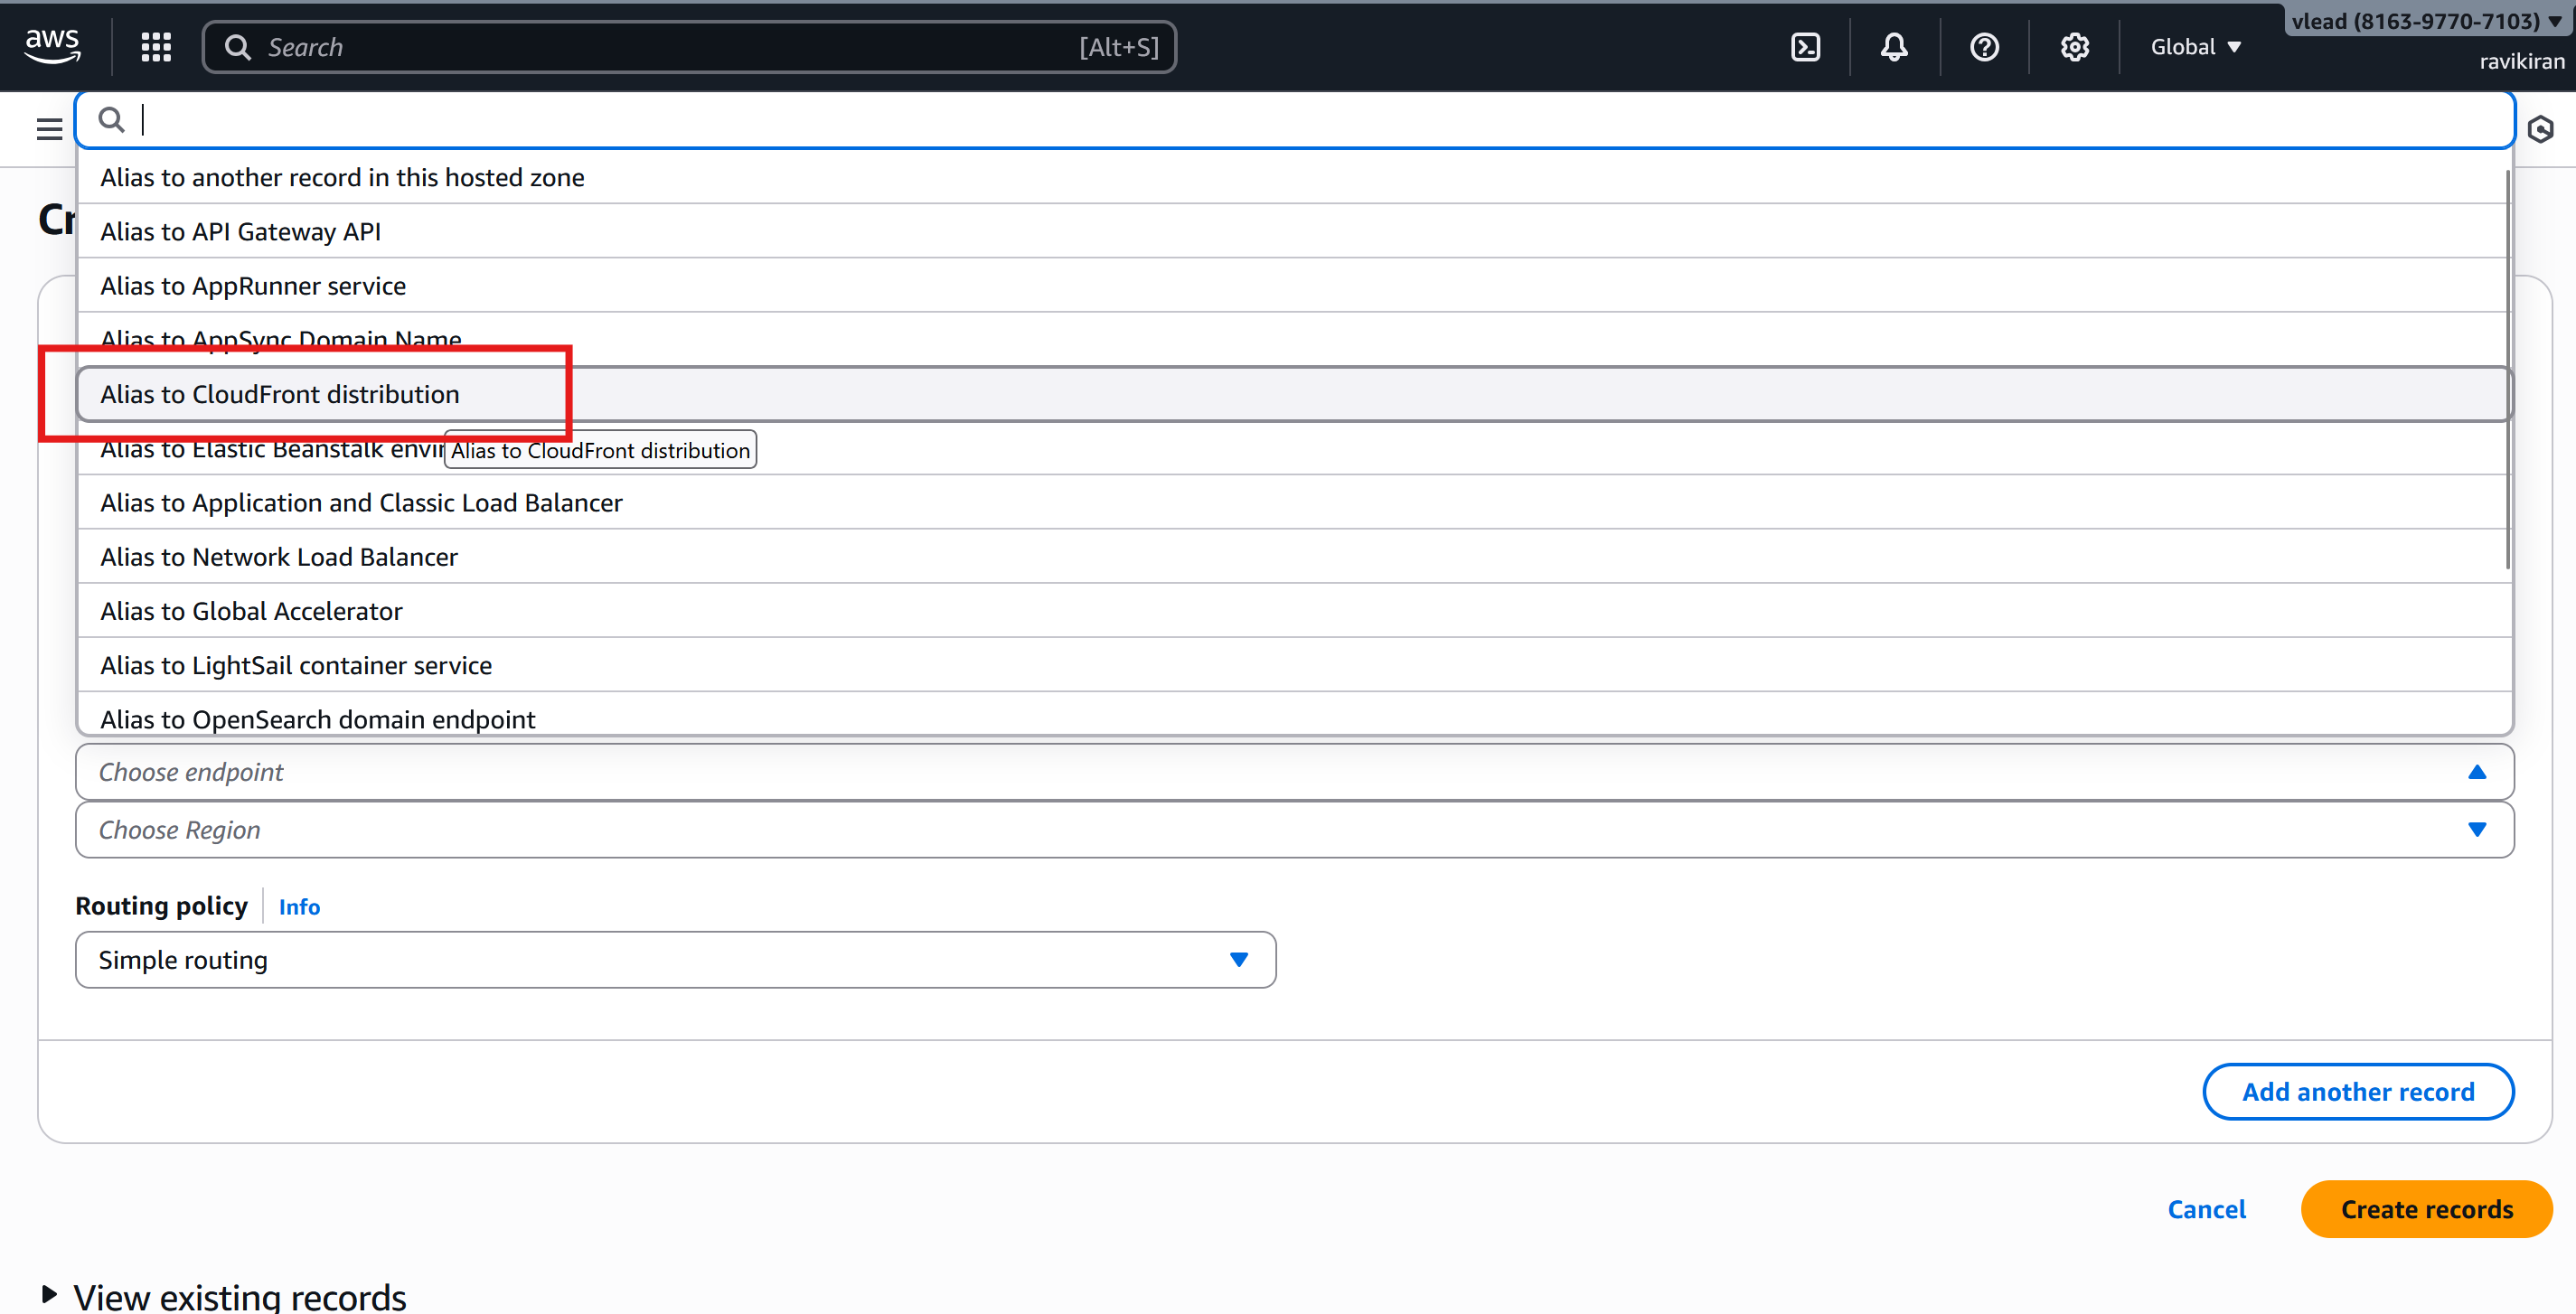 aws
Search [Alt+S]
Global
vlead (8163-9770-7103)
ravikiran
Cr
Alias to another record in this hosted zone
Alias to API Gateway API
Alias to AppRunner service
Alias to AppSync Domain Name
Alias to CloudFront distribution
Alias to Elastic Beanstalk envir
Alias to CloudFront distribution
Alias to Application and Classic Load Balancer
Alias to Network Load Balancer
Alias to Global Accelerator
Alias to LightSail container service
Alias to OpenSearch domain endpoint
Choose endpoint
Choose Region
Routing policy Info
Simple routing
Add another record
Cancel Create records
View existing records